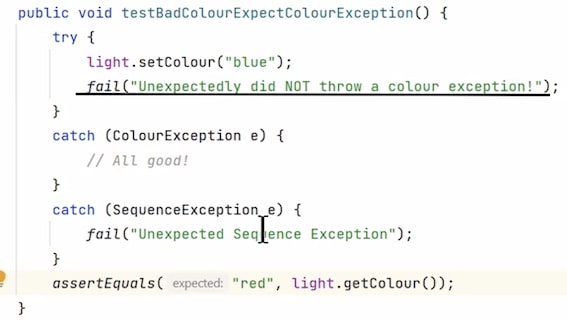 public void testBadColourExpectColourException() {
try {
light.setColour("blue");
fail("Unexpectedly did NOT throw a colour exception!");
}
catch (ColourException e) {
// All good!
}
catch (SequenceException e) {
fail("Unexpected Sequence Exception");
}
assertEquals( expected: "red", light.getColour());
}